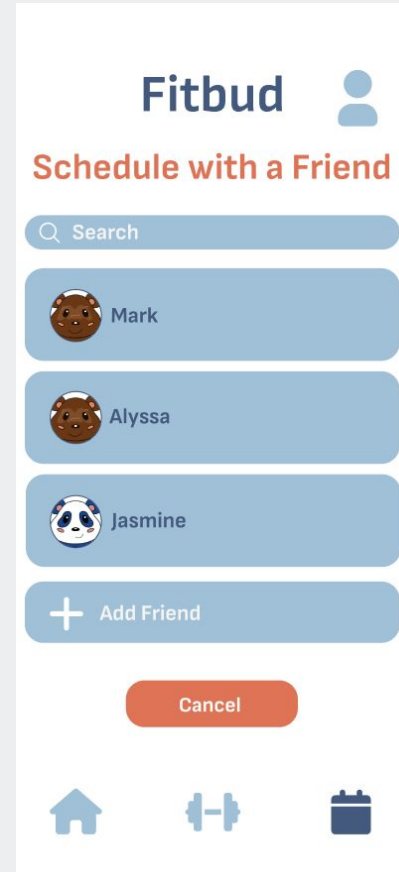 Fitbud
Schedule with a Friend
Search
Mark
Alyssa
Jasmine
Add Friend
Cancel